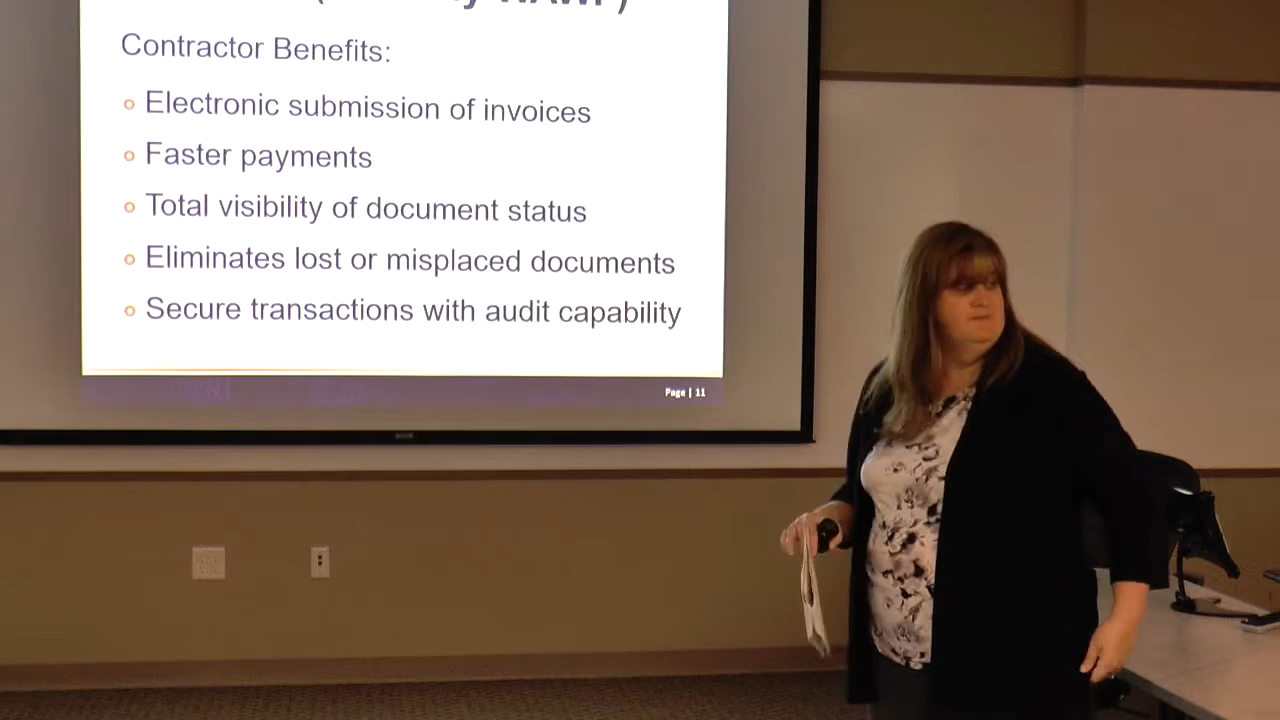 Contractor Benefits:
Electronic submission of invoices
Faster payments
Total visibility of document status
Eliminates lost or misplaced documents
Secure transactions with audit capability
Page | 11